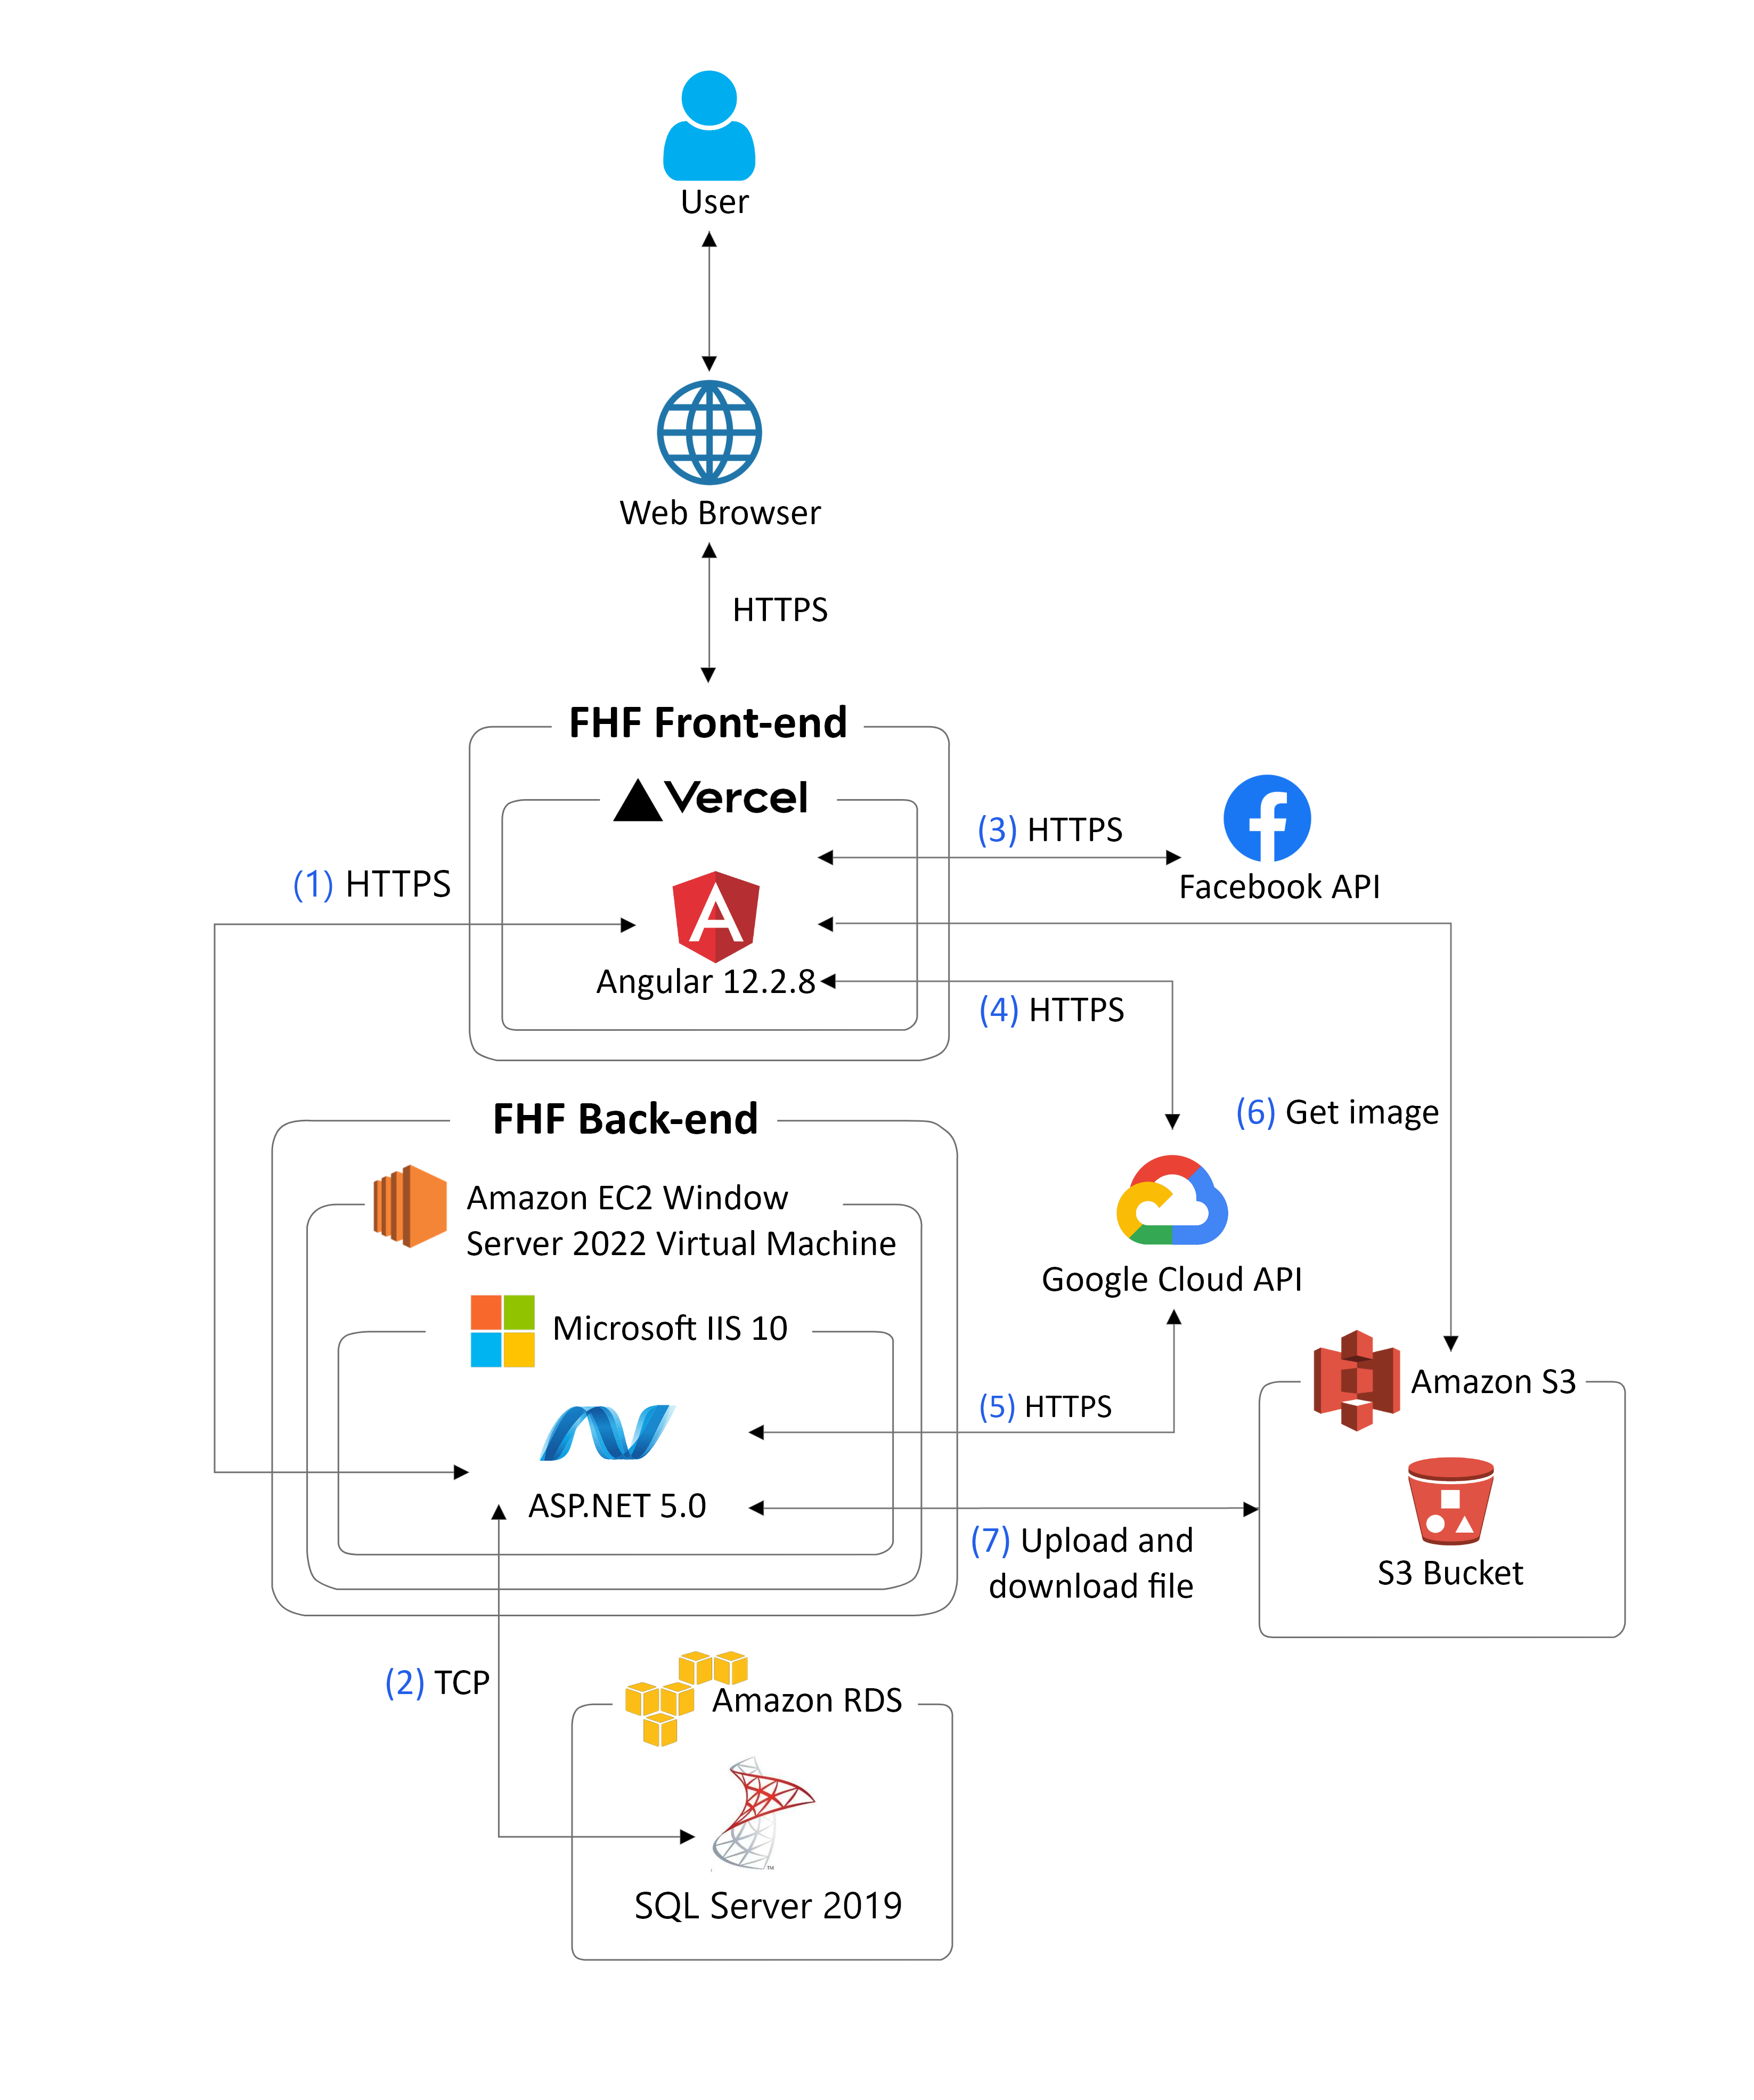 User
Web Browser
HTTPS
FHF Front-end
Vercel
(3) HTTPS
(1) HTTPS
Facebook API
Angular 12.2.8
(4) HTTPS
FHF Back-end
(6) Get image
Amazon EC2 Window
Server 2022 Virtual Machine
Google Cloud API
Microsoft IIS 10
Amazon S3
(5) HTTPS
ASP.NET 5.0
(7) Upload and
download file
S3 Bucket
(2) TCP
Amazon RDS
TM
SQL Server 2019